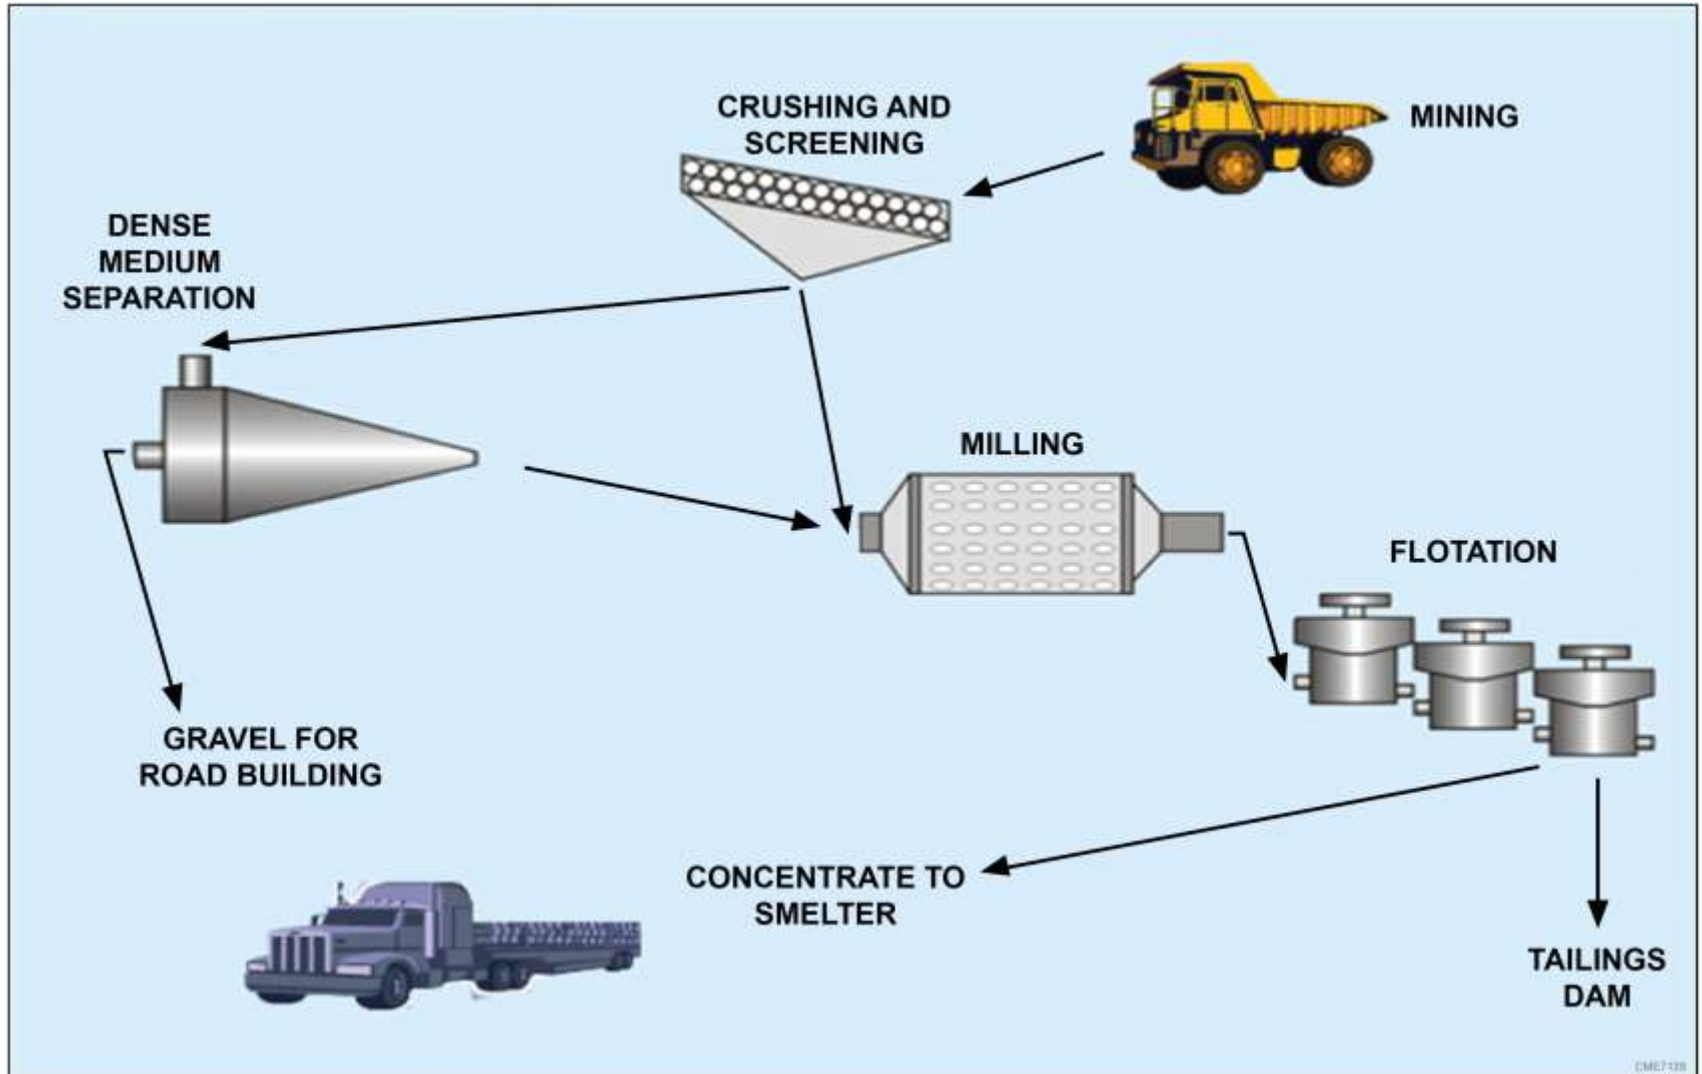 CRUSHING AND
SCREENING
MINING
DENSE
MEDIUM
SEPARATION
MILLING
FLOTATION
GRAVEL FOR
ROAD BUILDING
CONCENTRATE TO
SMELTER
TAILINGS
DAM